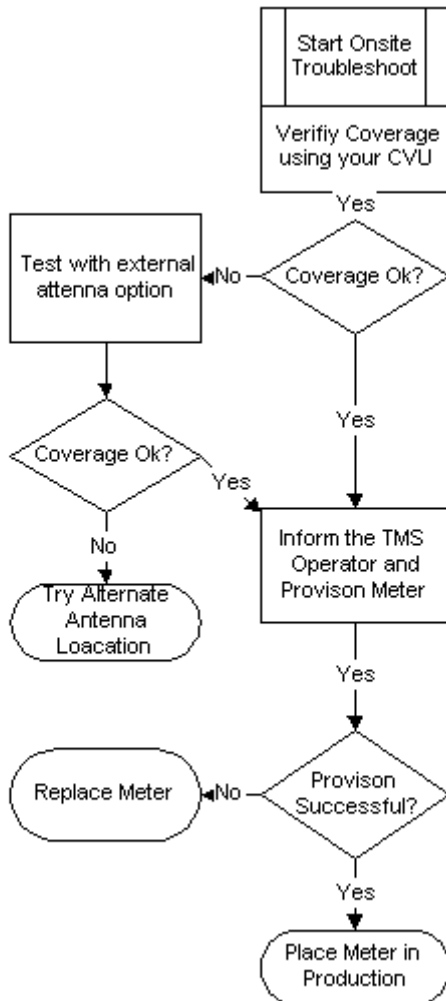 Start Onsite
Troubleshoot
Verifiy Coverage
using your CVU
Yes
Coverage Ok?
No
Test with external
attenna option
Yes
Coverage Ok?
Yes
No
Try Alternate
Antenna
Loacation
Inform the TMS
Operator and
Provison Meter
Yes
Provison
Successful?
No
Replace Meter
Yes
Place Meter in
Production